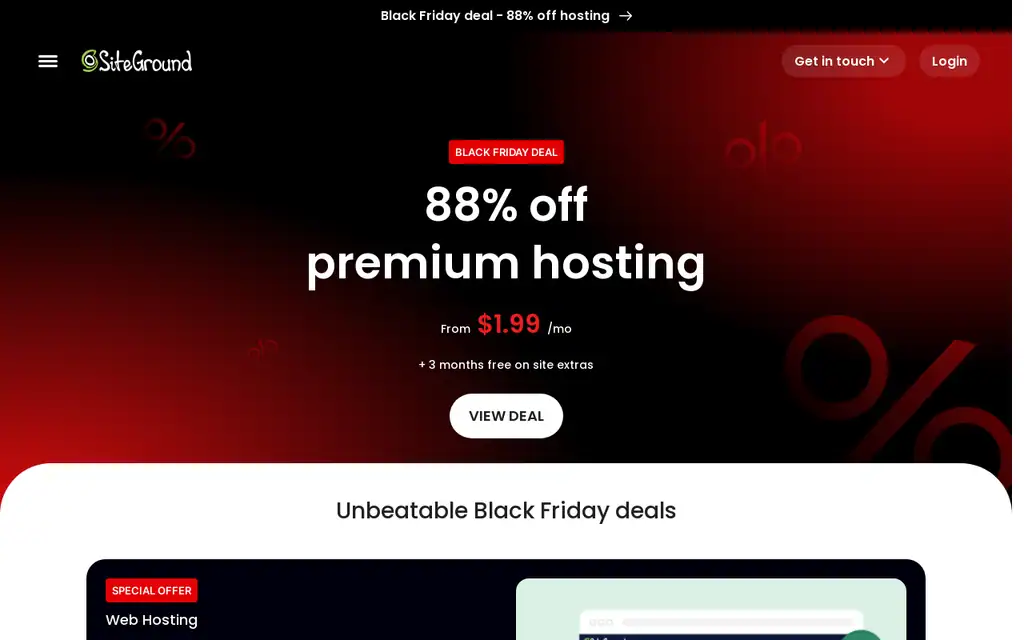 Black Friday deal - 88% off hosting →
SiteGround
Get in touch
Login
BLACK FRIDAY DEAL
88% off
premium hosting
From $1.99 /mo
+ 3 months free on site extras
VIEW DEAL
Unbeatable Black Friday deals
SPECIAL OFFER
Web Hosting